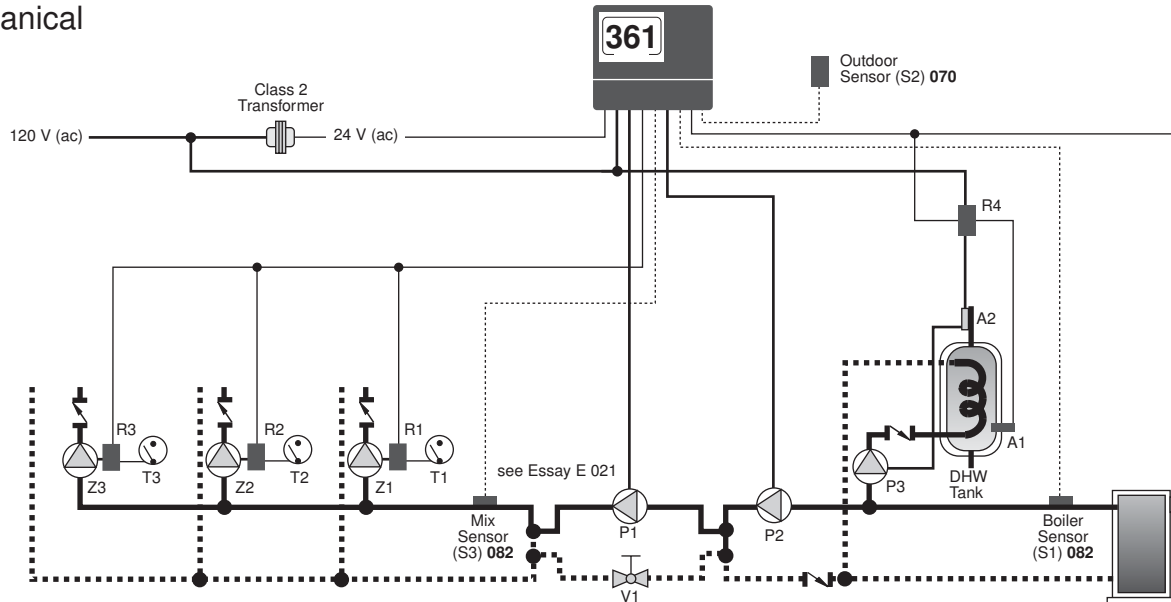 anical
361
Outdoor
Sensor (S2) 070
Class 2
Transformer
120 V (ac)
24 V (ac)
R4
A2
R3
R2
R1
T3
T2
T1
Z3
Z2
Z1
see Essay E 021
A1
P3
DHW
Tank
Mix
Sensor
(S3) 082
P1
P2
Boiler
Sensor
(S1) 082
V1